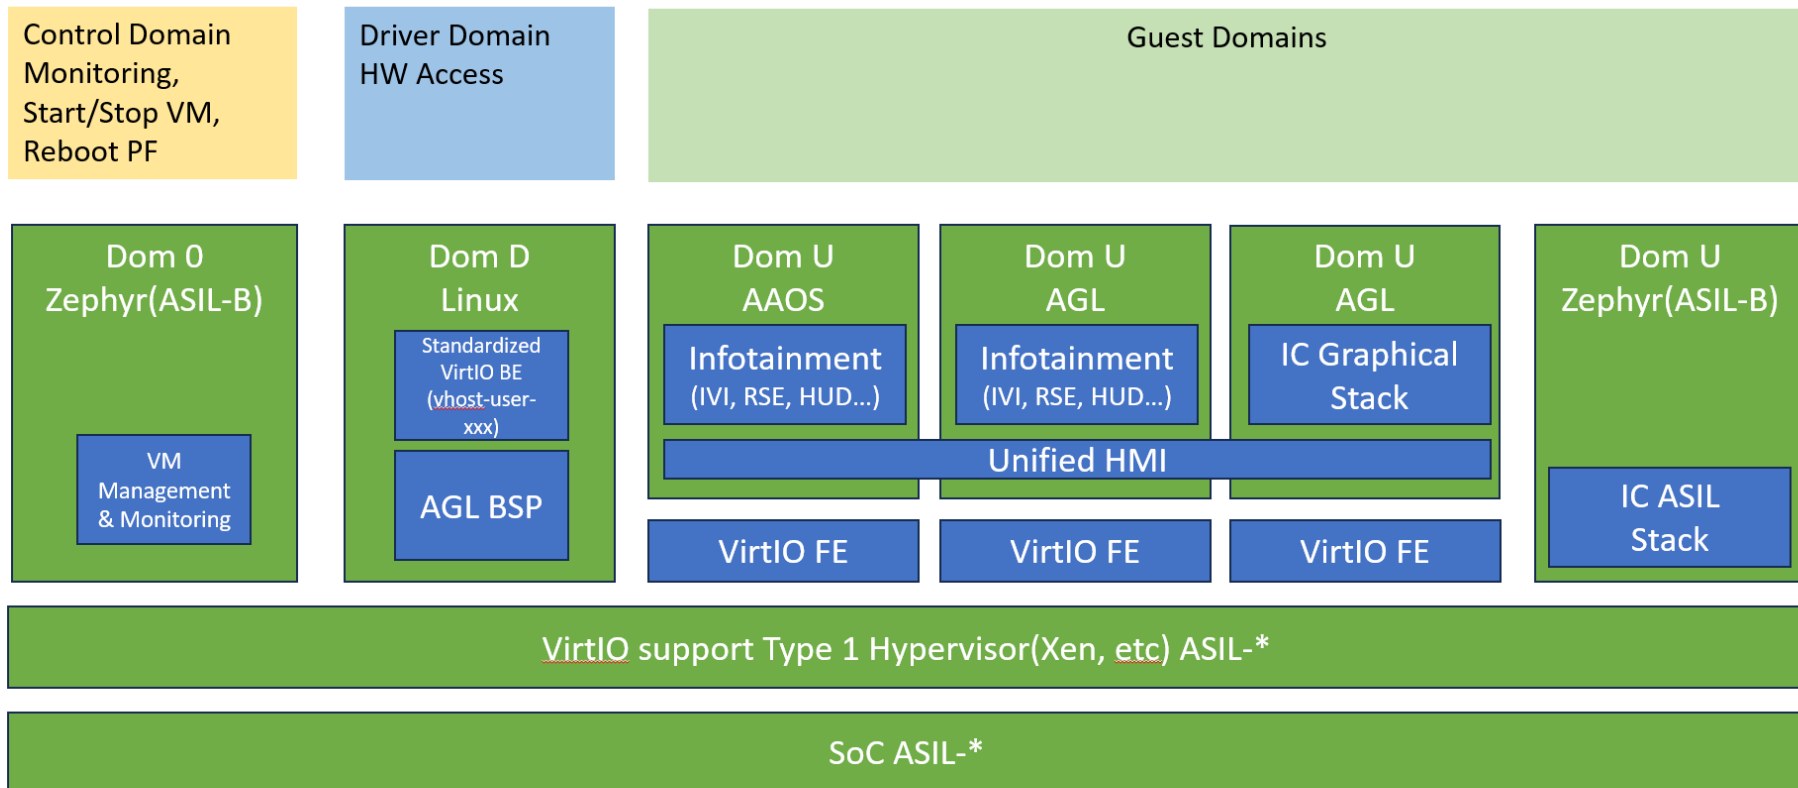 Control Domain
Monitoring,
Start/Stop VM,
Reboot PF
Driver Domain
HW Access
Guest Domains
Dom 0
Zephyr(ASIL-B)
VM
Management
& Monitoring
Dom D
Linux
Standardized
VirtIO BE
(vhost-user-
xxx)
AGL BSP
Dom U
AAOS
Infotainment
(IVI, RSE, HUD...)
Dom U
AGL
Infotainment
(IVI, RSE, HUD...)
Dom U
AGL
IC Graphical
Stack
Unified HMI
VirtIO FE
VirtIO FE
VirtIO FE
Dom U
Zephyr(ASIL-B)
IC ASIL
Stack
VirtIO support Type 1 Hypervisor(Xen, etc) ASIL-*
SoC ASIL-*